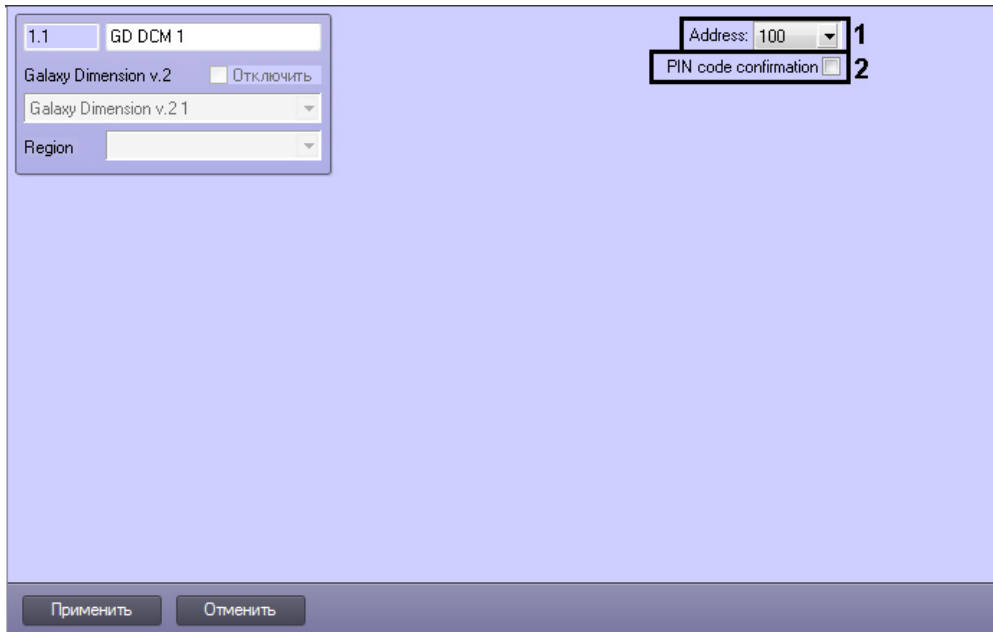 1.1 GD DCM 1
Galaxy Dimension v.2 Отключить
Galaxy Dimension v.2 1
Region
Address: 100 1
PIN code confirmation 2
Применить Отменить